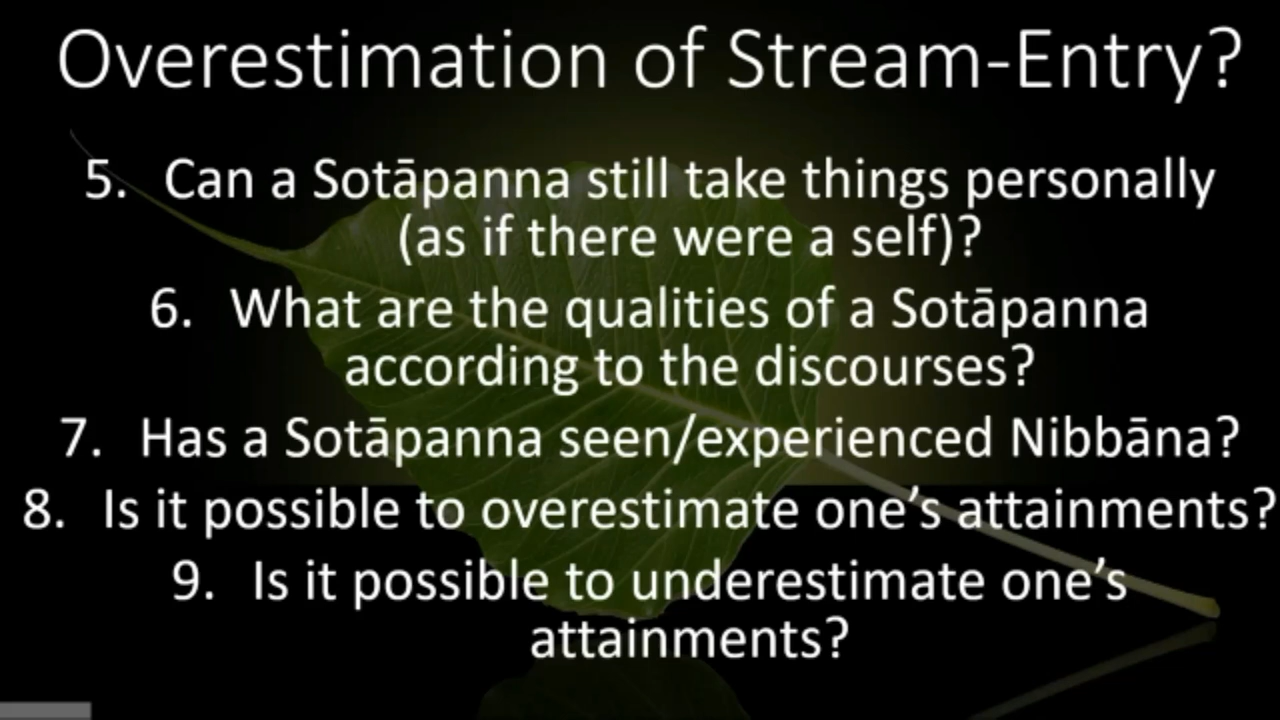 Overestimation of Stream-Entry?
5. Can a Sotāpanna still take things personally
(as if there were a self)?
6. What are the qualities of a Sotāpanna
according to the discourses?
7. Has a Sotāpanna seen/experienced Nibbāna?
8. Is it possible to overestimate one’s attainments?
9. Is it possible to underestimate one’s
attainments?